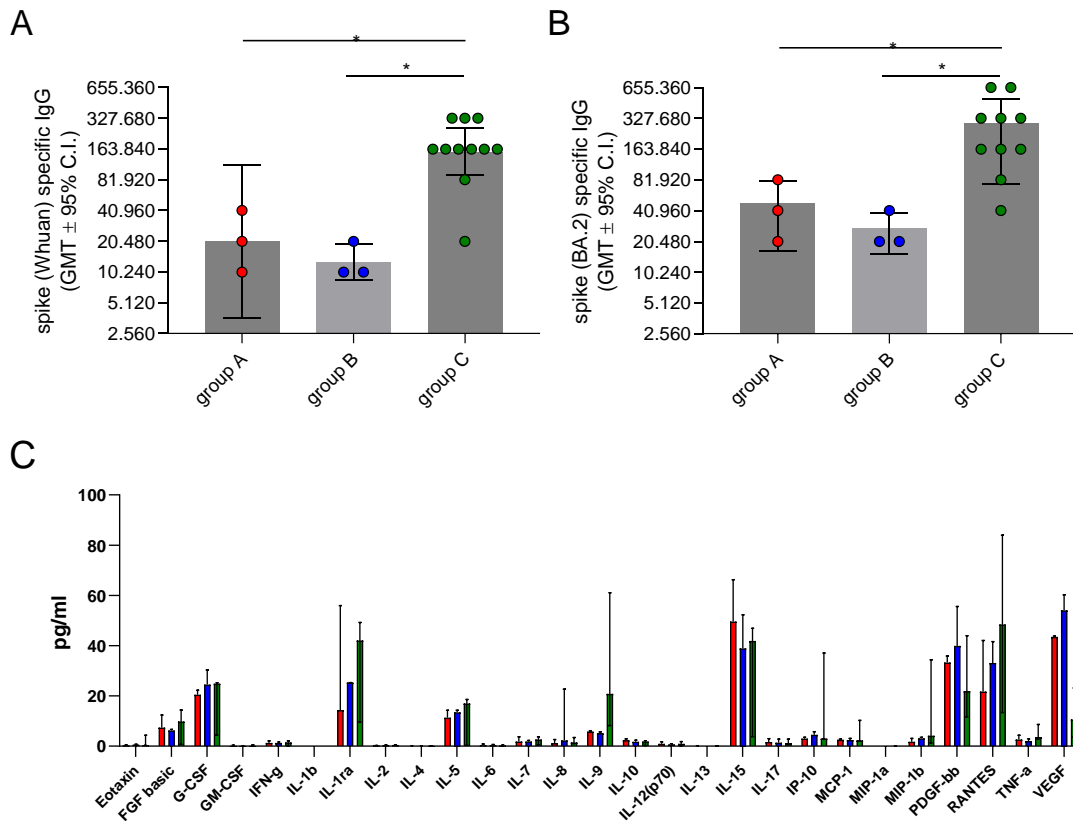 A
spike (Whuan) specific IgG
(GMT ± 95% C.I.)
655.360
327.680
163.840
81.920
40.960
20.480
10.240
5.120
2.560
*
*
group A
group B
group C
B
spike (BA.2) specific IgG
(GMT ± 95% C.I.)
655.360
327.680
163.840
81.920
40.960
20.480
10.240
5.120
2.560
*
*
group A
group B
group C
C
pg/ml
100
80
60
40
20
0
Eotaxin
FGF basic
G-CSF
GM-CSF
IFN-g
IL-1b
IL-1ra
IL-2
IL-4
IL-5
IL-6
IL-7
IL-8
IL-9
IL-10
IL-12(p70)
IL-13
IL-15
IL-17
IP-10
MCP-1
MIP-1a
MIP-1b
PDGF-bb
RANTES
TNF-a
VEGF